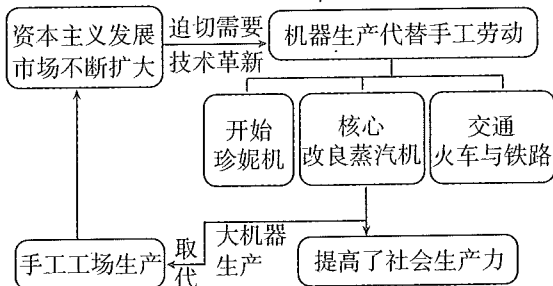 资本主义发展
市场不断扩大
迫切需要
技术革新
机器生产代替手工劳动
开始
珍妮机
核心
改良蒸汽机
交通
火车与铁路
手工工场生产
取代
大机器
生产
提高了社会生产力